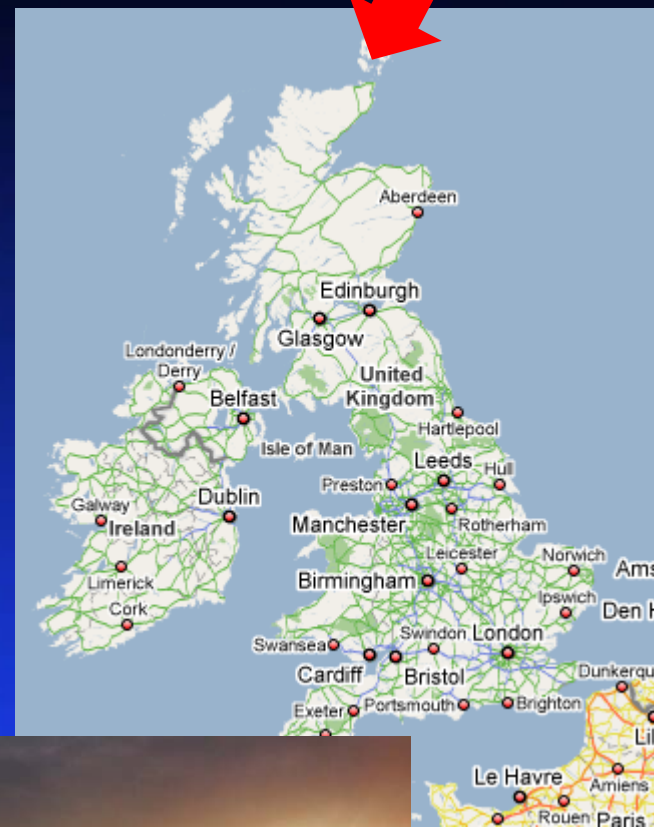 Aberdeen
Edinburgh
Glasgow
Londonderry /
Derry
United
Kingdom
Belfast
Hartlepool
Isle of Man
Leeds
Hull
Preston
Dublin
Galway
Ireland
Manchester
Rotherham
Leicester
Norwich
Ams
Limerick
Birmingham
Ipswich
Den H
Cork
Swansea
Swindon
London
Cardiff
Bristol
Dunkerqu
Exeter
Portsmouth
Brighton
Lil
Le Havre
Amiens
Rouen
Paris